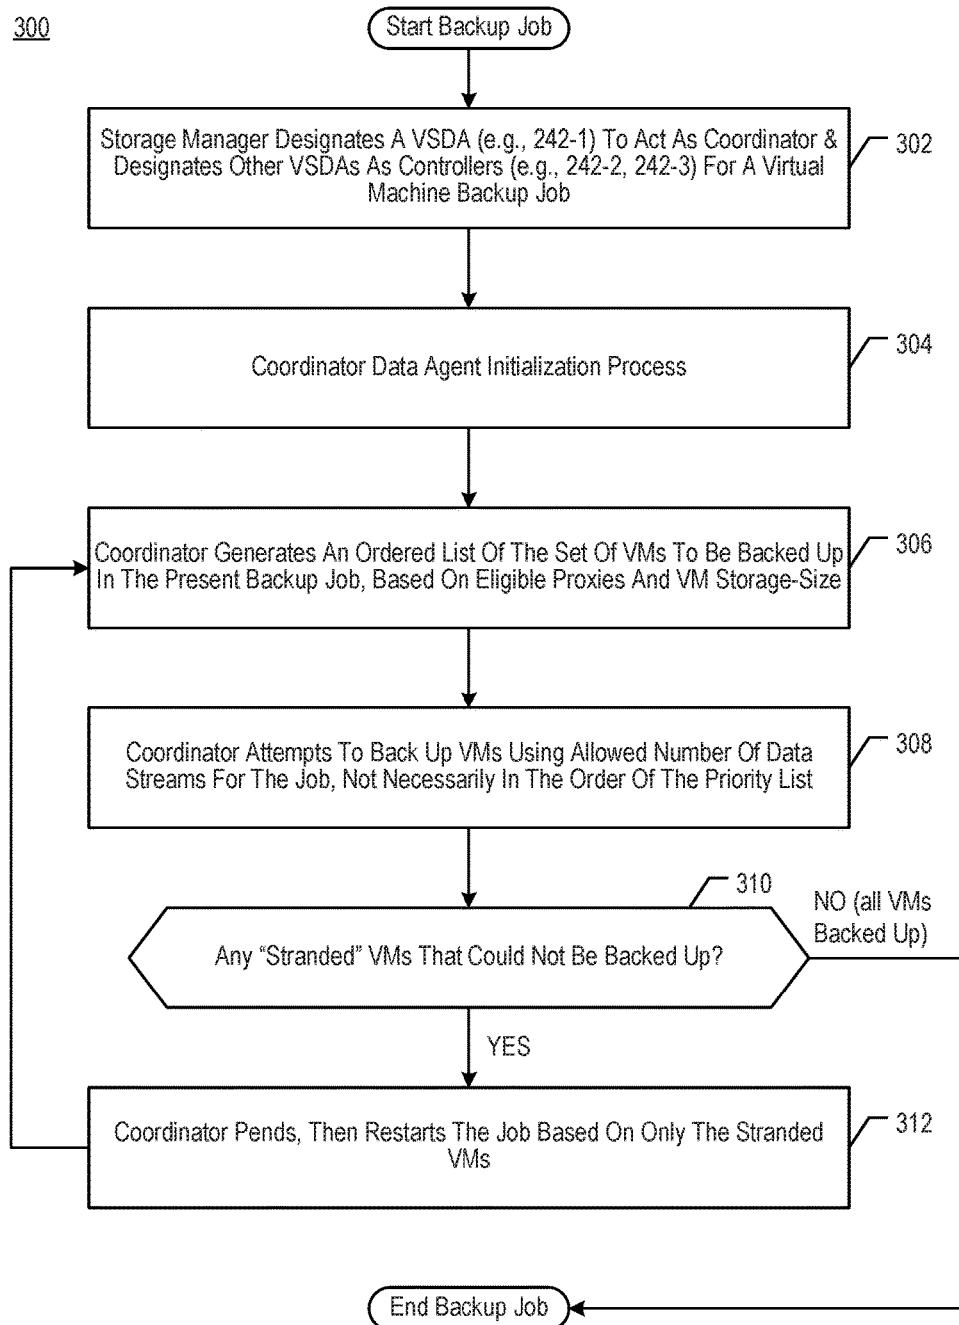 300
Start Backup Job
Storage Manager Designates A VSDA (e.g., 242-1) To Act As Coordinator &
Designates Other VSDAs As Controllers (e.g., 242-2, 242-3) For A Virtual
Machine Backup Job
302
Coordinator Data Agent Initialization Process
304
Coordinator Generates An Ordered List Of The Set Of VMs To Be Backed Up
In The Present Backup Job, Based On Eligible Proxies And VM Storage-Size
306
Coordinator Attempts To Back Up VMs Using Allowed Number Of Data
Streams For The Job, Not Necessarily In The Order Of The Priority List
308
310
Any “Stranded” VMs That Could Not Be Backed Up?
NO (all VMs
Backed Up)
YES
Coordinator Pends, Then Restarts The Job Based On Only The Stranded
VMs
312
End Backup Job